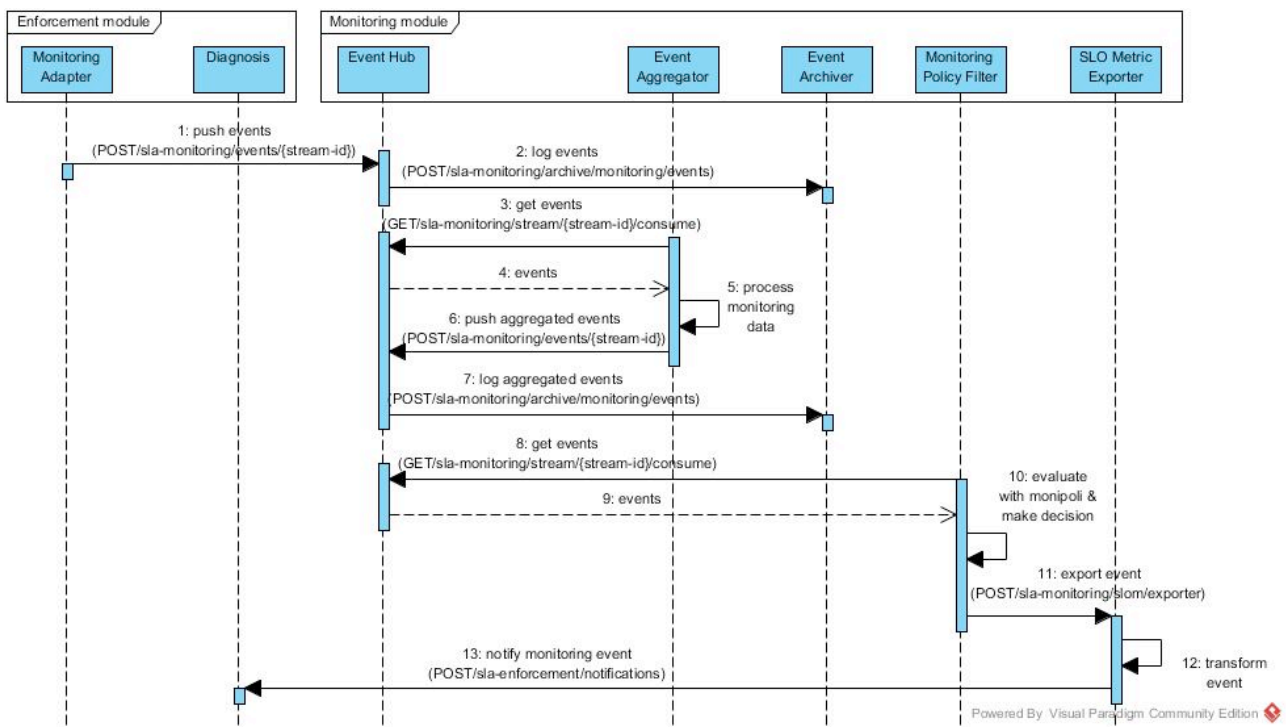 Enforcement module
Monitoring module
Monitoring
Adapter
Diagnosis
Event Hub
Event
Aggregator
Event
Archiver
Monitoring
Policy Filter
SLO Metric
Exporter
1: push events
(POST/sla-monitoring/events/{stream-id})
2: log events
(POST/sla-monitoring/archive/monitoring/events)
3: get events
(GET/sla-monitoring/stream/{stream-id}/consume)
4: events
5: process
monitoring
data
6: push aggregated events
(POST/sla-monitoring/events/{stream-id})
7: log aggregated events
(POST/sla-monitoring/archive/monitoring/events)
8: get events
(GET/sla-monitoring/stream/{stream-id}/consume)
9: events
10: evaluate
with monipoli &
make decision
11: export event
(POST/sla-monitoring/slom/exporter)
12: transform
event
13: notify monitoring event
(POST/sla-enforcement/notifications)
Powered By Visual Paradigm Community Edition